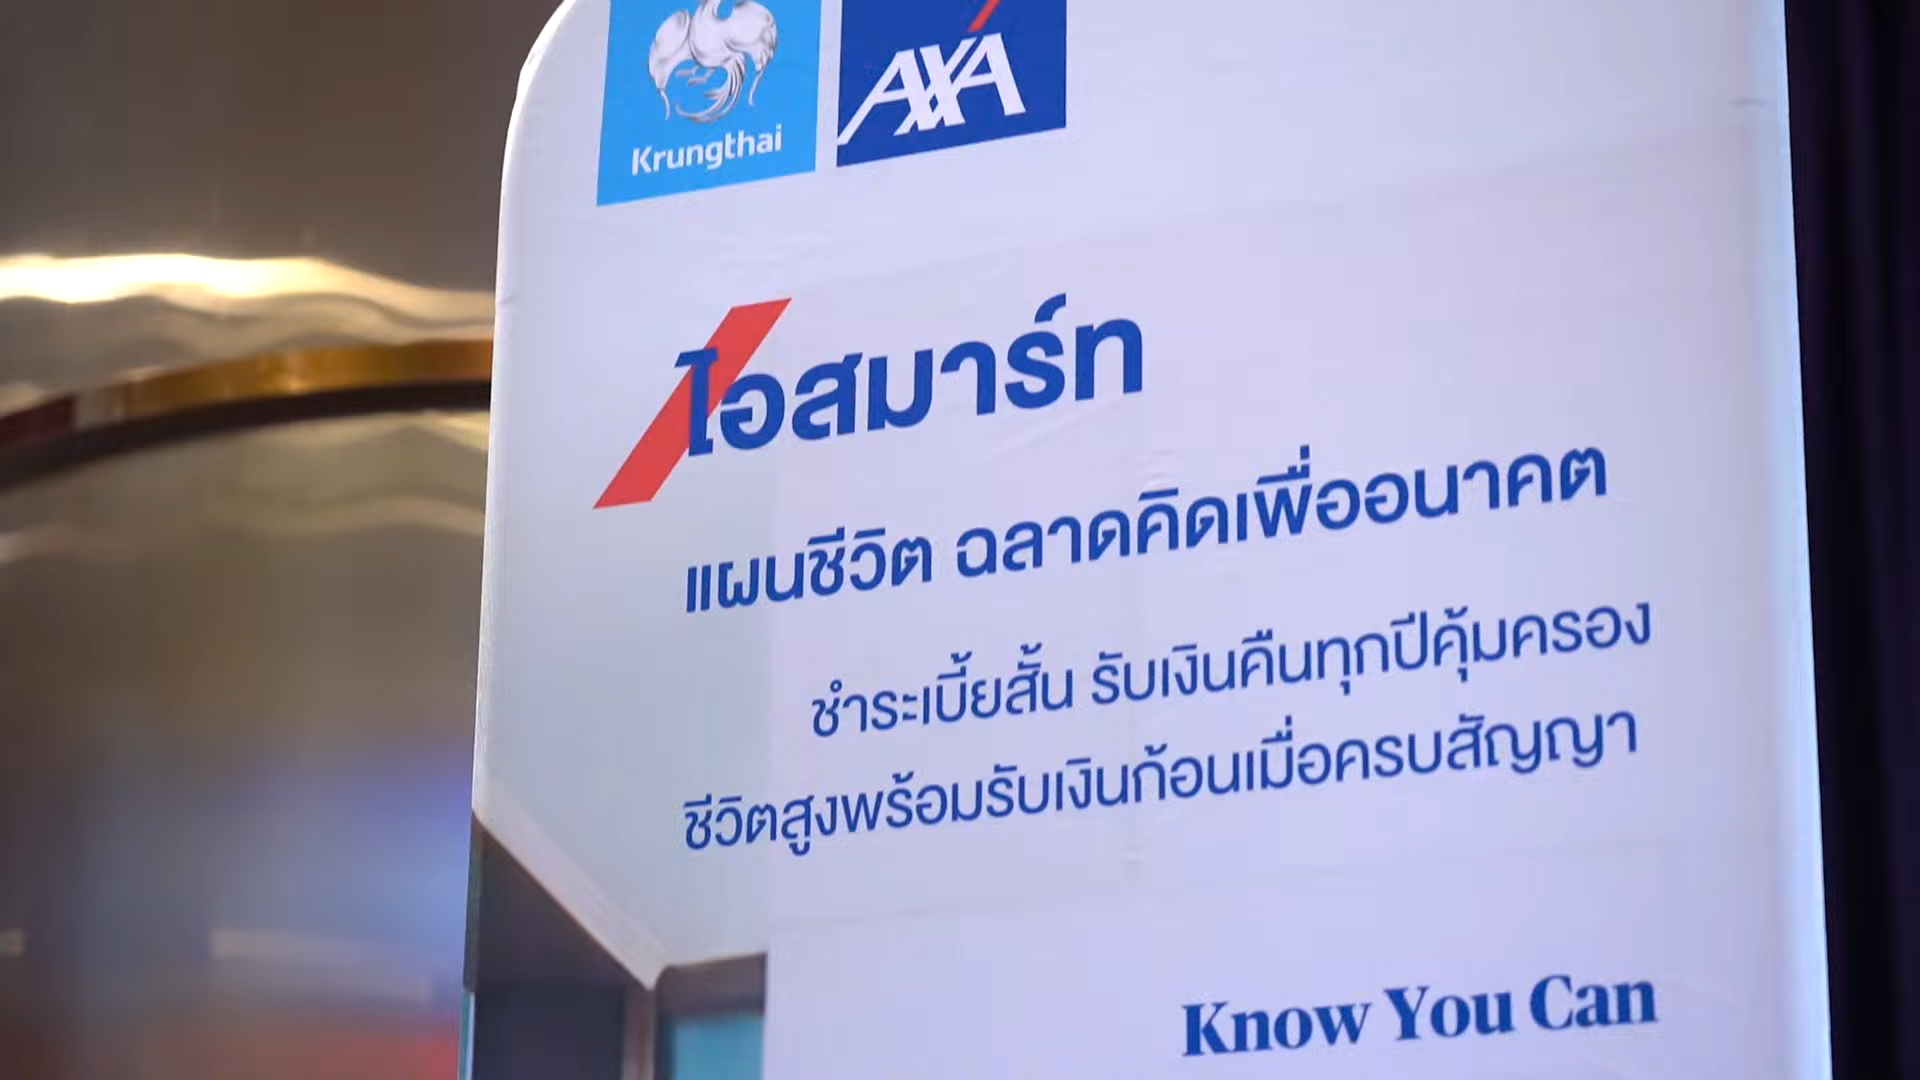 Krungthai
AXA
ไอสมาร์ท
แผนชีวิต ฉลาดคิดเพื่ออนาคต
ชำระเบี้ยสั้น รับเงินคืนทุกปีคุ้มครอง
ชีวิตสูงพร้อมรับเงินก้อนเมื่อครบสัญญา
Know You Can